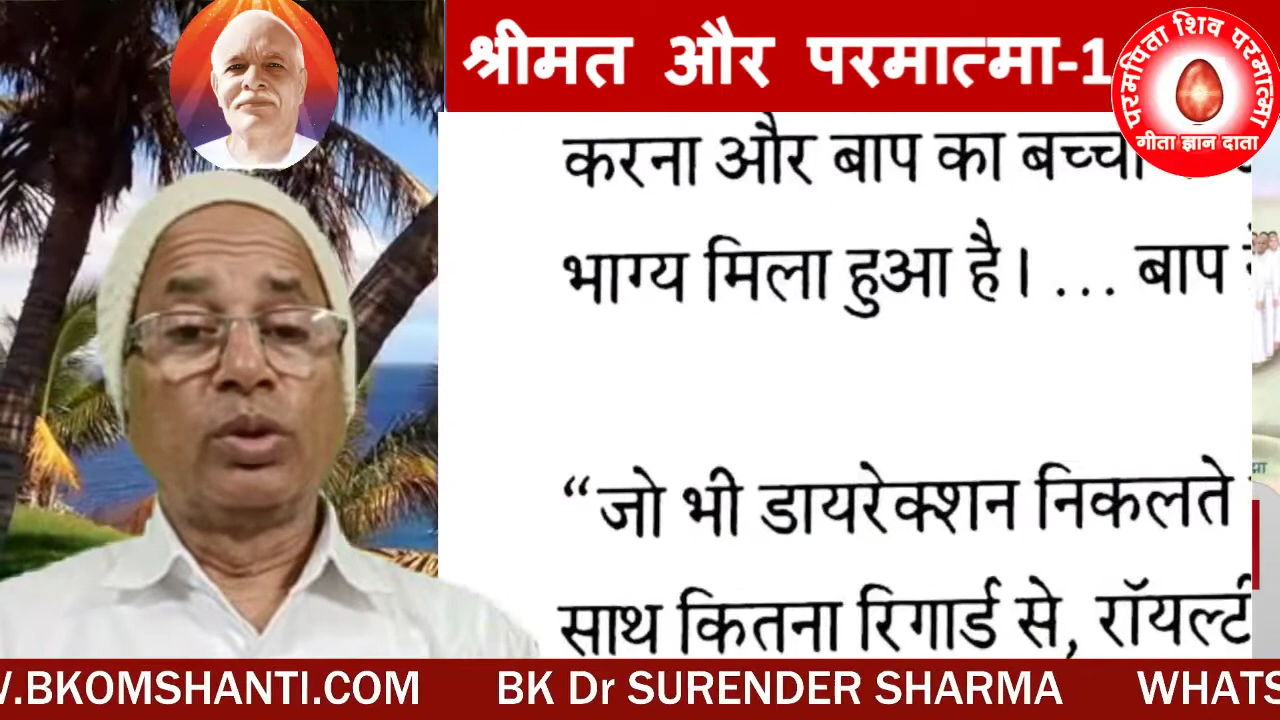 श्रीमत और परमात्मा-1
परमपिता शिव परमात्मा
गीता ज्ञान दाता
करना और बाप का बच्चा
भाग्य मिला हुआ है। ... बाप
“जो भी डायरेक्शन निकलते
साथ कितना रिगार्ड से, रॉयल्टी
W.BKOMSHANTI.COM BK Dr SURENDER SHARMA WHATS